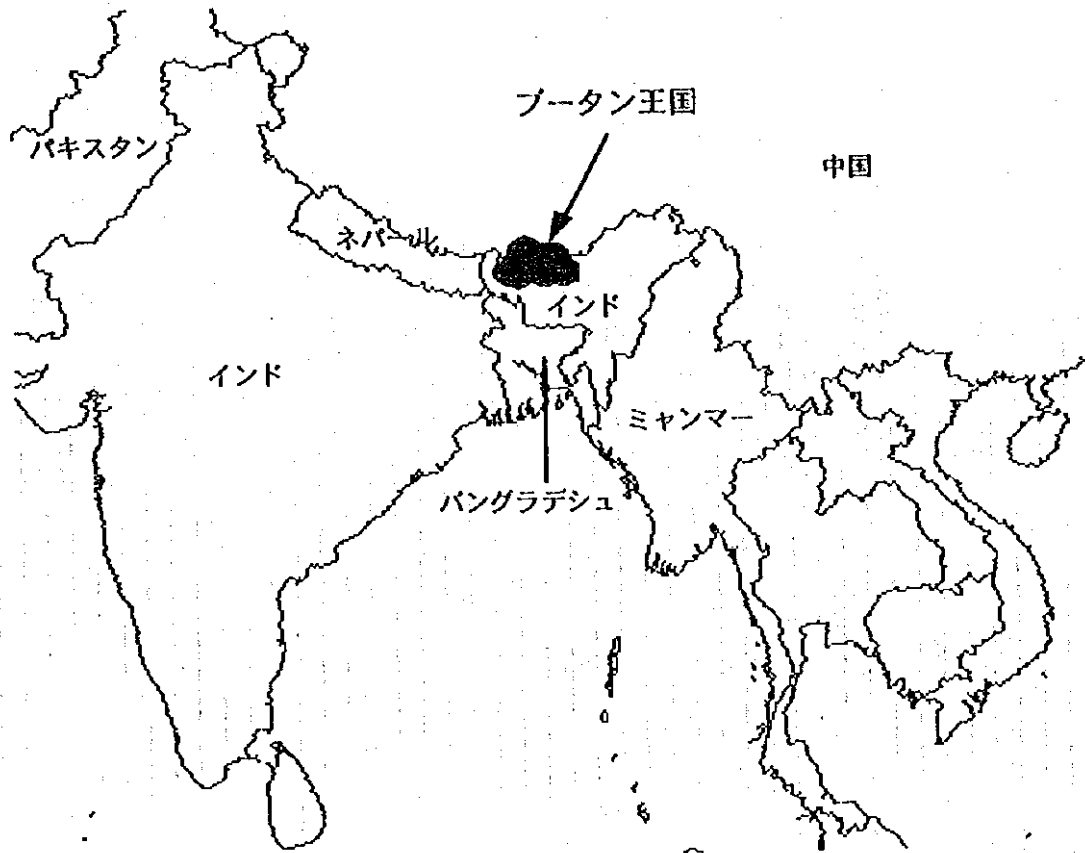 ブータン王国
パキスタン
中国
ネパール
インド
インド
ミャンマー
バングラデシュ